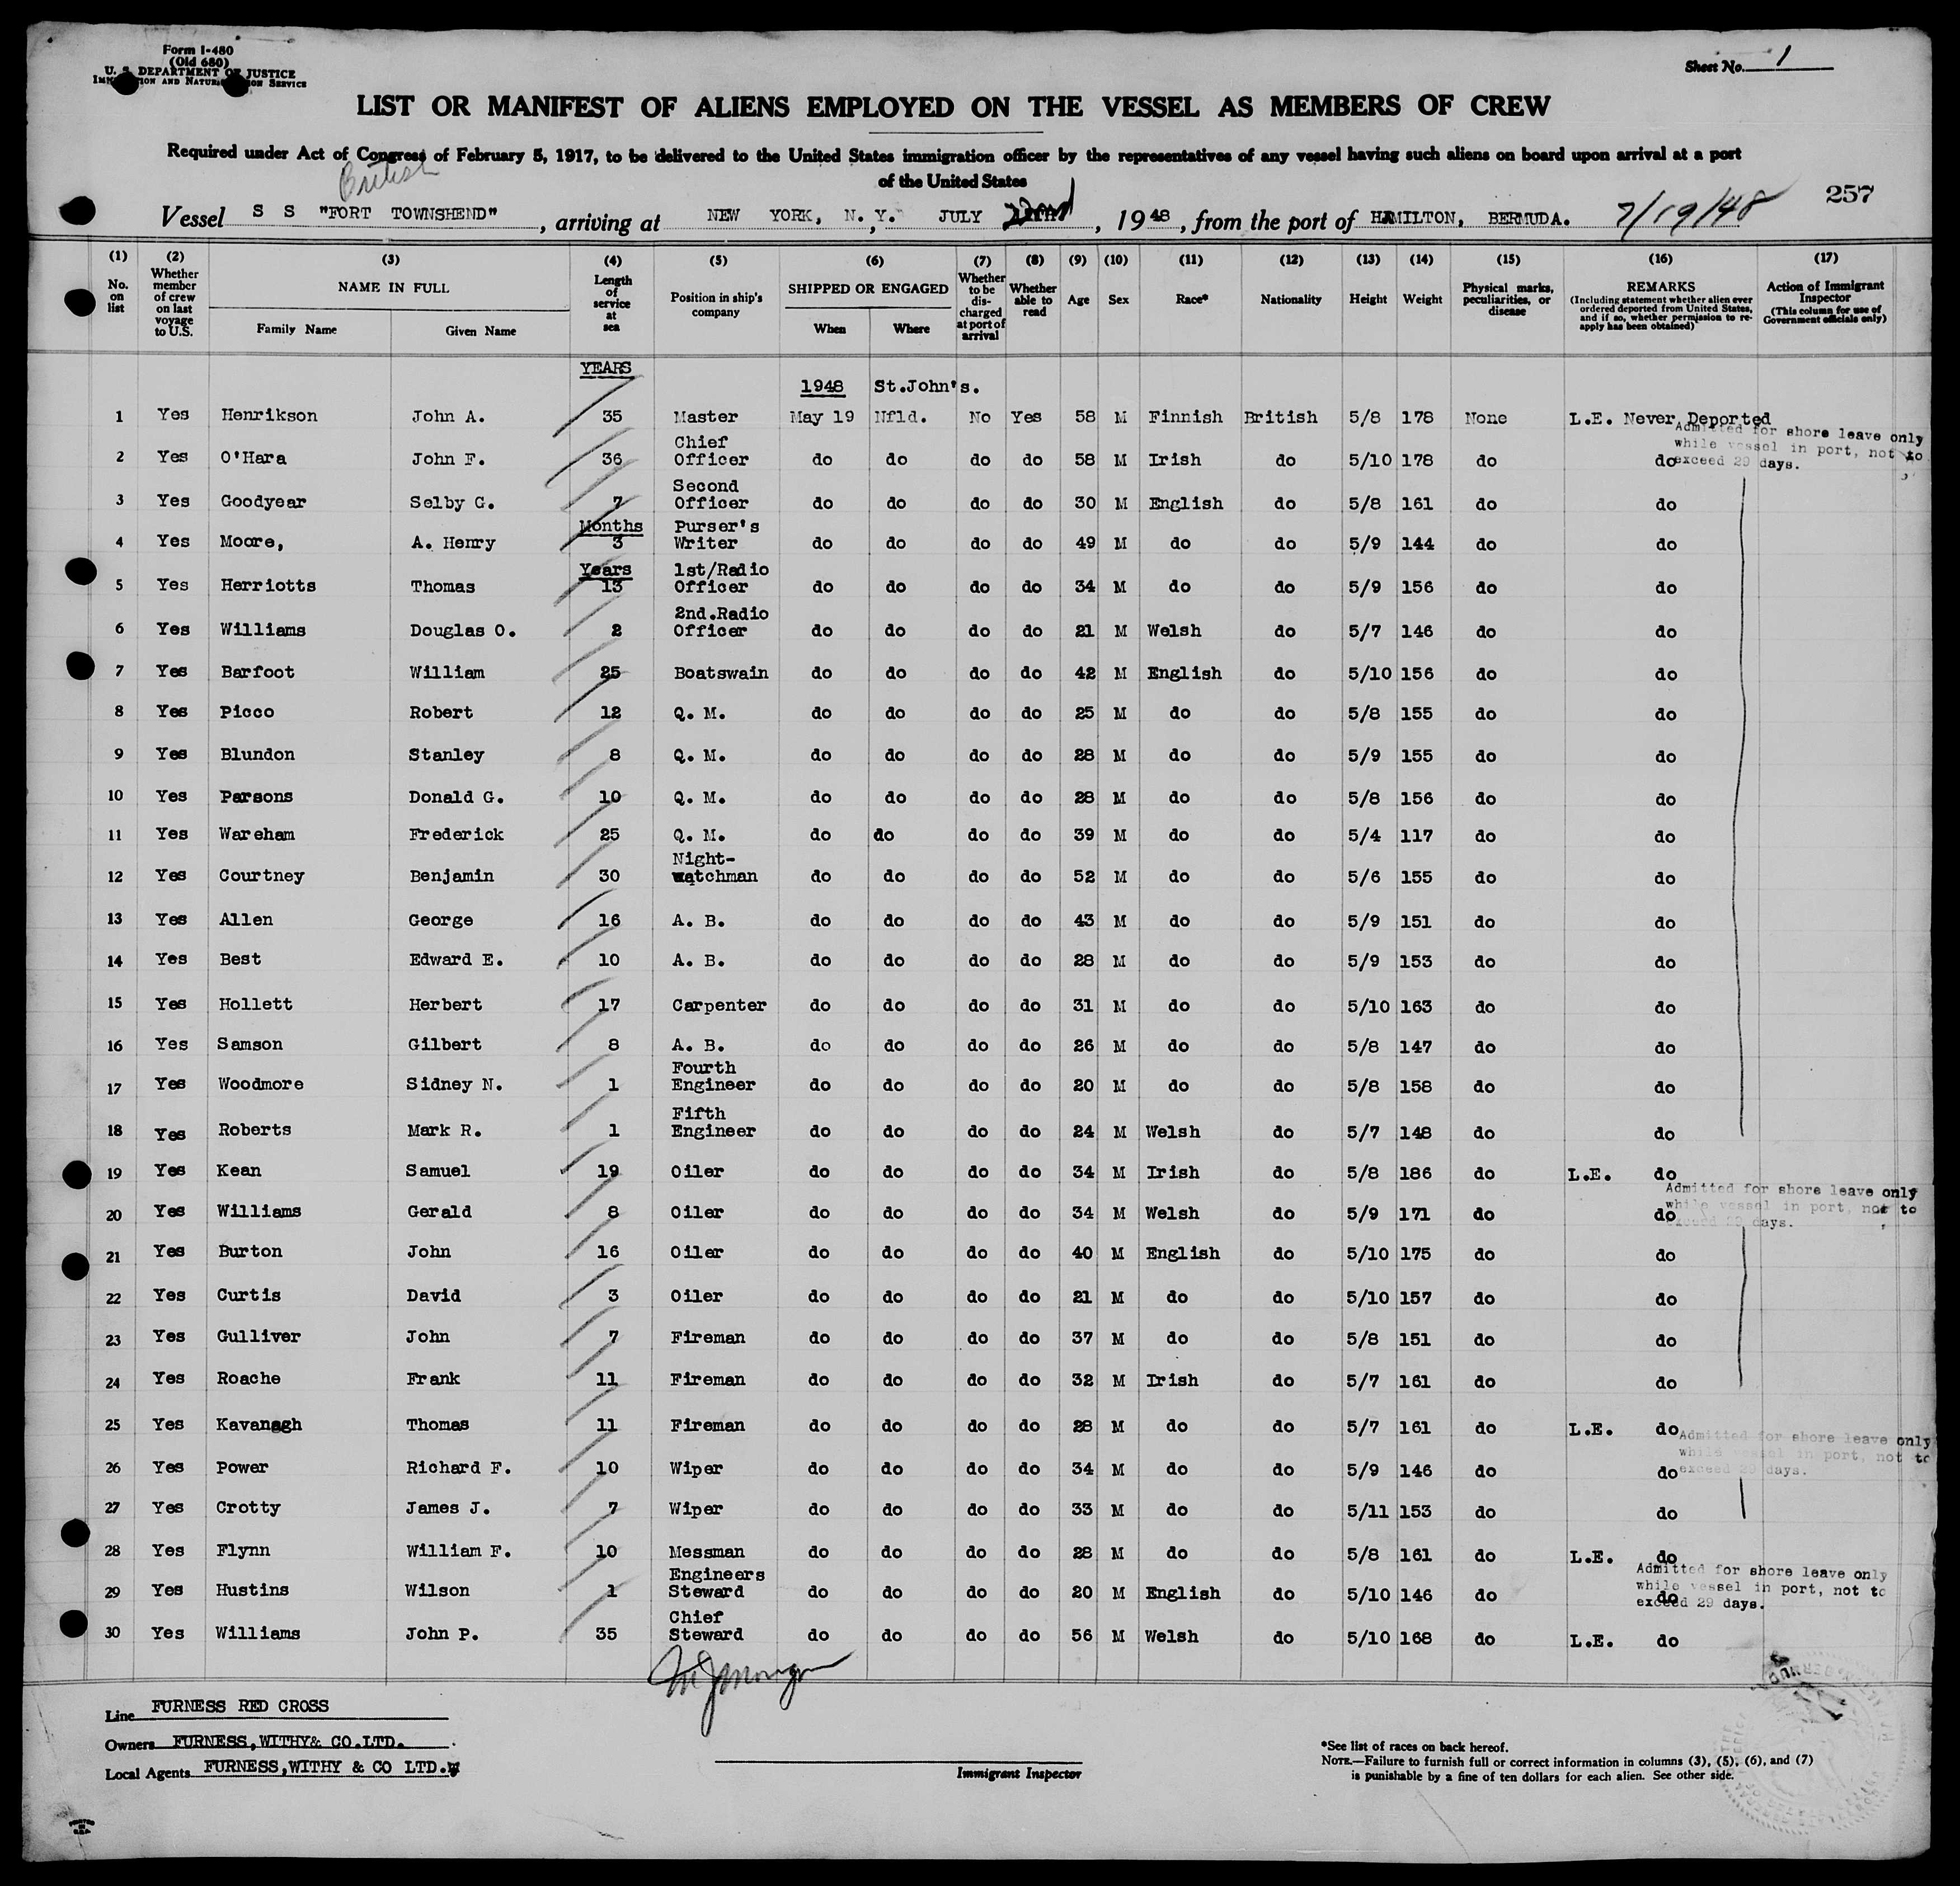 Form I-480
(Old 680)
U. S. DEPARTMENT OF JUSTICE
IMMIGRATION AND NATURALIZATION SERVICE
Sheet No. 1
LIST OR MANIFEST OF ALIENS EMPLOYED ON THE VESSEL AS MEMBERS OF CREW
Required under Act of Congress of February 5, 1917, to be delivered to the United States immigration officer by the representatives of any vessel having such aliens on board upon arrival at a port
of the United States
British
257
Vessel S S "FORT TOWNSHEND", arriving at NEW YORK, N. Y. JULY 22nd, 1948, from the port of HAMILTON, BERMUDA. 7/19/48
(1) (2) (3) (4) (5) (6) (7) (8) (9) (10) (11) (12) (13) (14) (15) (16) (17)
No. on list
Whether member of crew on last voyage to U.S.
NAME IN FULL
Family Name
Given Name
Length of service at sea
Position in ship's company
SHIPPED OR ENGAGED
When
Where
Whether to be discharged at port of arrival
Whether able to read
Age
Sex
Race*
Nationality
Height
Weight
Physical marks, peculiarities, or disease
REMARKS
(Including statement whether alien ever ordered deported from United States, and if so, whether permission to re-apply has been obtained)
Action of Immigrant Inspector
(This column for use of Government officials only)
YEARS
1948 St.John's.
1 Yes Henrikson John A. 35 Master May 19 Nfld. No Yes 58 M Finnish British 5/8 178 None L.E. Never Deported
Admitted for shore leave only
while vessel in port, not to
exceed 29 days.
2 Yes O'Hara John F. 36 Chief Officer do do do do 58 M Irish do 5/10 178 do do
3 Yes Goodyear Selby G. 7 Second Officer do do do do 30 M English do 5/8 161 do do
Months
4 Yes Moore, A. Henry 3 Purser's Writer do do do do 49 M do do 5/9 144 do do
Years
5 Yes Herriotts Thomas 13 1st/Radio Officer do do do do 34 M do do 5/9 156 do do
6 Yes Williams Douglas O. 2 2nd.Radio Officer do do do do 21 M Welsh do 5/7 146 do do
7 Yes Barfoot William 25 Boatswain do do do do 42 M English do 5/10 156 do do
8 Yes Picco Robert 12 Q. M. do do do do 25 M do do 5/8 155 do do
9 Yes Blundon Stanley 8 Q. M. do do do do 28 M do do 5/9 155 do do
10 Yes Parsons Donald G. 10 Q. M. do do do do 28 M do do 5/8 156 do do
11 Yes Wareham Frederick 25 Q. M. do do do do 39 M do do 5/4 117 do do
12 Yes Courtney Benjamin 30 Night-watchman do do do do 52 M do do 5/6 155 do do
13 Yes Allen George 16 A. B. do do do do 43 M do do 5/9 151 do do
14 Yes Best Edward E. 10 A. B. do do do do 28 M do do 5/9 153 do do
15 Yes Hollett Herbert 17 Carpenter do do do do 31 M do do 5/10 163 do do
16 Yes Samson Gilbert 8 A. B. do do do do 26 M do do 5/8 147 do do
17 Yes Woodmore Sidney N. 1 Fourth Engineer do do do do 20 M do do 5/8 158 do do
18 Yes Roberts Mark R. 1 Fifth Engineer do do do do 24 M Welsh do 5/7 148 do do
19 Yes Kean Samuel 19 Oiler do do do do 34 M Irish do 5/8 186 do L.E. do
Admitted for shore leave only
while vessel in port, not to
exceed 29 days.
20 Yes Williams Gerald 8 Oiler do do do do 34 M Welsh do 5/9 171 do do
21 Yes Burton John 16 Oiler do do do do 40 M English do 5/10 175 do do
22 Yes Curtis David 3 Oiler do do do do 21 M do do 5/10 157 do do
23 Yes Gulliver John 7 Fireman do do do do 37 M do do 5/8 151 do do
24 Yes Roache Frank 11 Fireman do do do do 32 M Irish do 5/7 161 do do
25 Yes Kavanagh Thomas 11 Fireman do do do do 28 M do do 5/7 161 do L.E. do
Admitted for shore leave only
while vessel in port, not to
exceed 29 days.
26 Yes Power Richard F. 10 Wiper do do do do 34 M do do 5/9 146 do do
27 Yes Crotty James J. 7 Wiper do do do do 33 M do do 5/11 153 do do
28 Yes Flynn William F. 10 Messman do do do do 28 M do do 5/8 161 do L.E. do
Admitted for shore leave only
while vessel in port, not to
exceed 29 days.
29 Yes Hustins Wilson 1 Engineers Steward do do do do 20 M English do 5/10 146 do do
30 Yes Williams John P. 35 Chief Steward do do do do 56 M Welsh do 5/10 168 do L.E. do
Line FURNESS RED CROSS
Owners FURNESS,WITHY& CO.LTD.
Local Agents FURNESS,WITHY & CO LTD.
Immigrant Inspector
*See list of races on back hereof.
NOTE.—Failure to furnish full or correct information in columns (3), (5), (6), and (7)
is punishable by a fine of ten dollars for each alien. See other side.
PRINTED IN U.S.A.